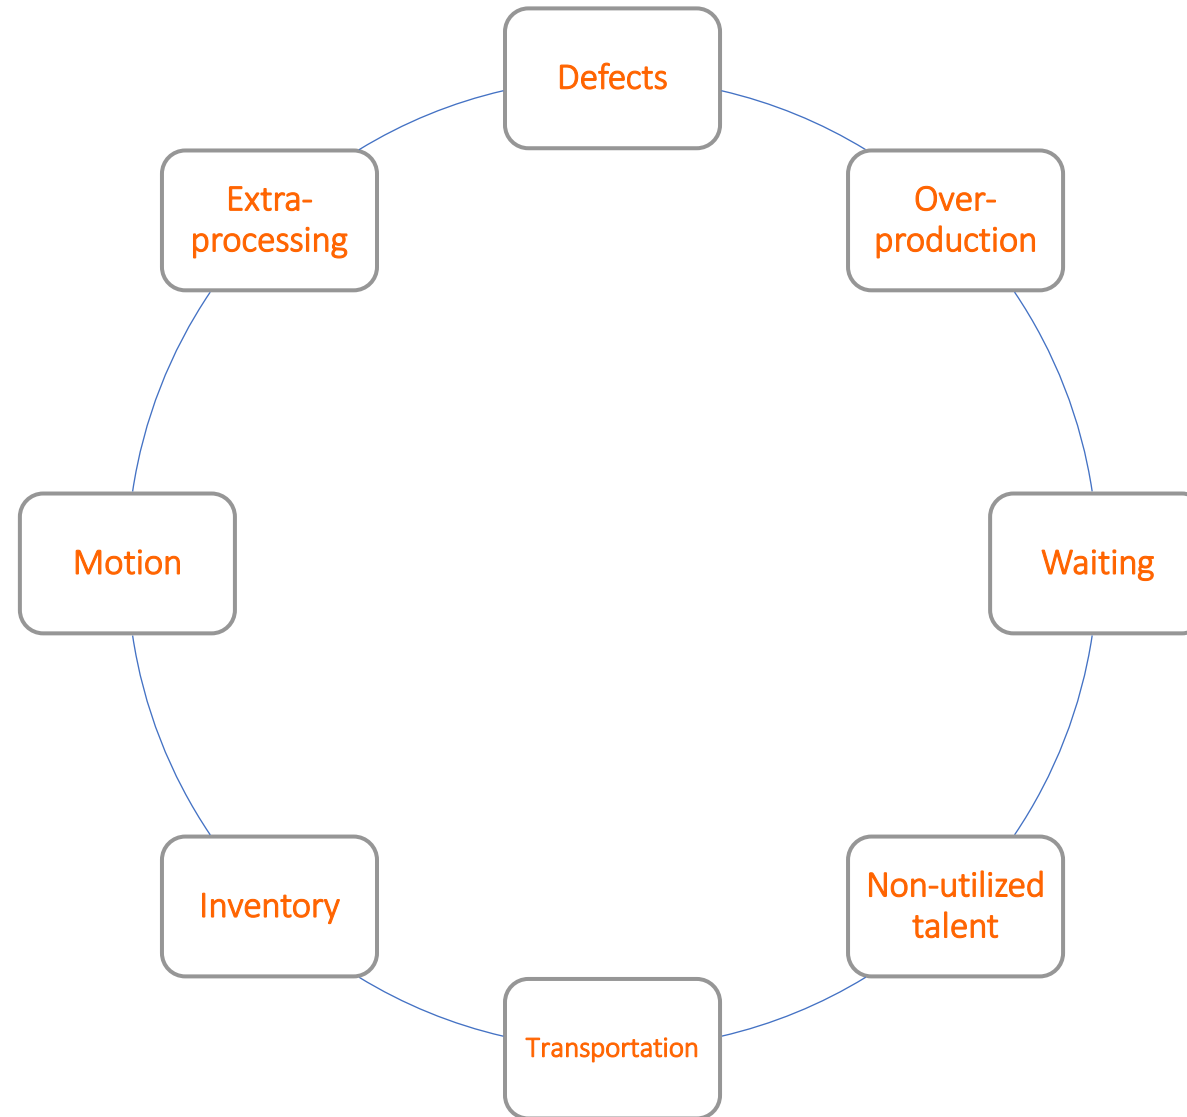 Defects
Over-
production
Waiting
Non-utilized
talent
Transportation
Inventory
Motion
Extra-
processing